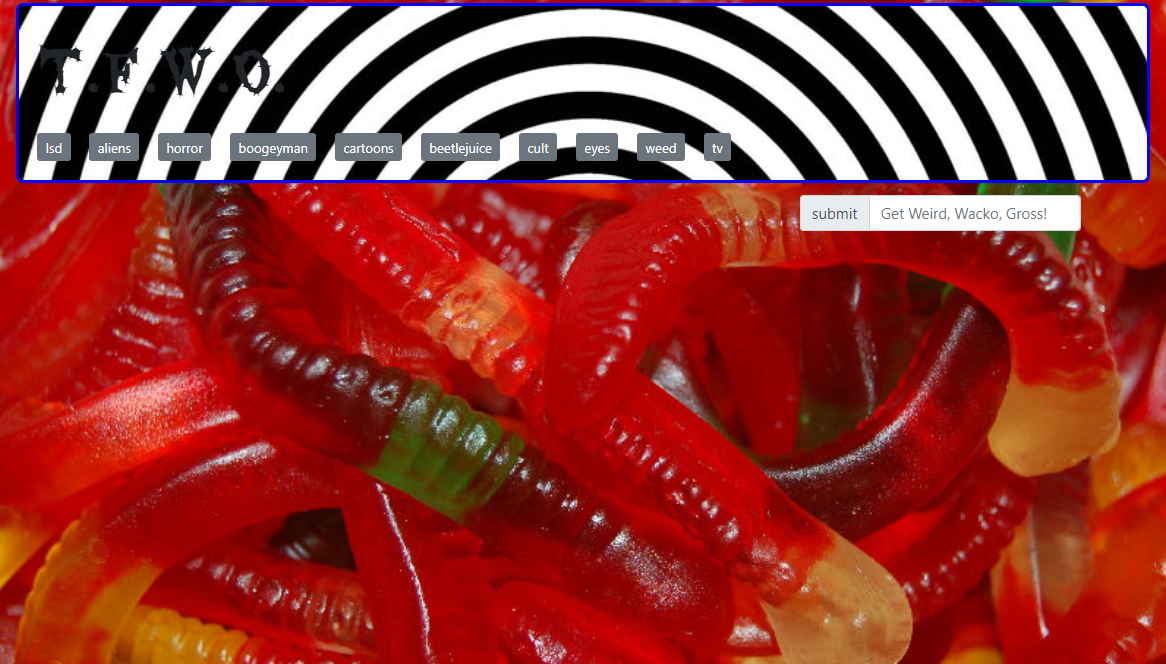 T.F.W.O.
lsd aliens horror boogeyman cartoons beetlejuice cult eyes weed tv
submit Get Weird, Wacko, Gross!